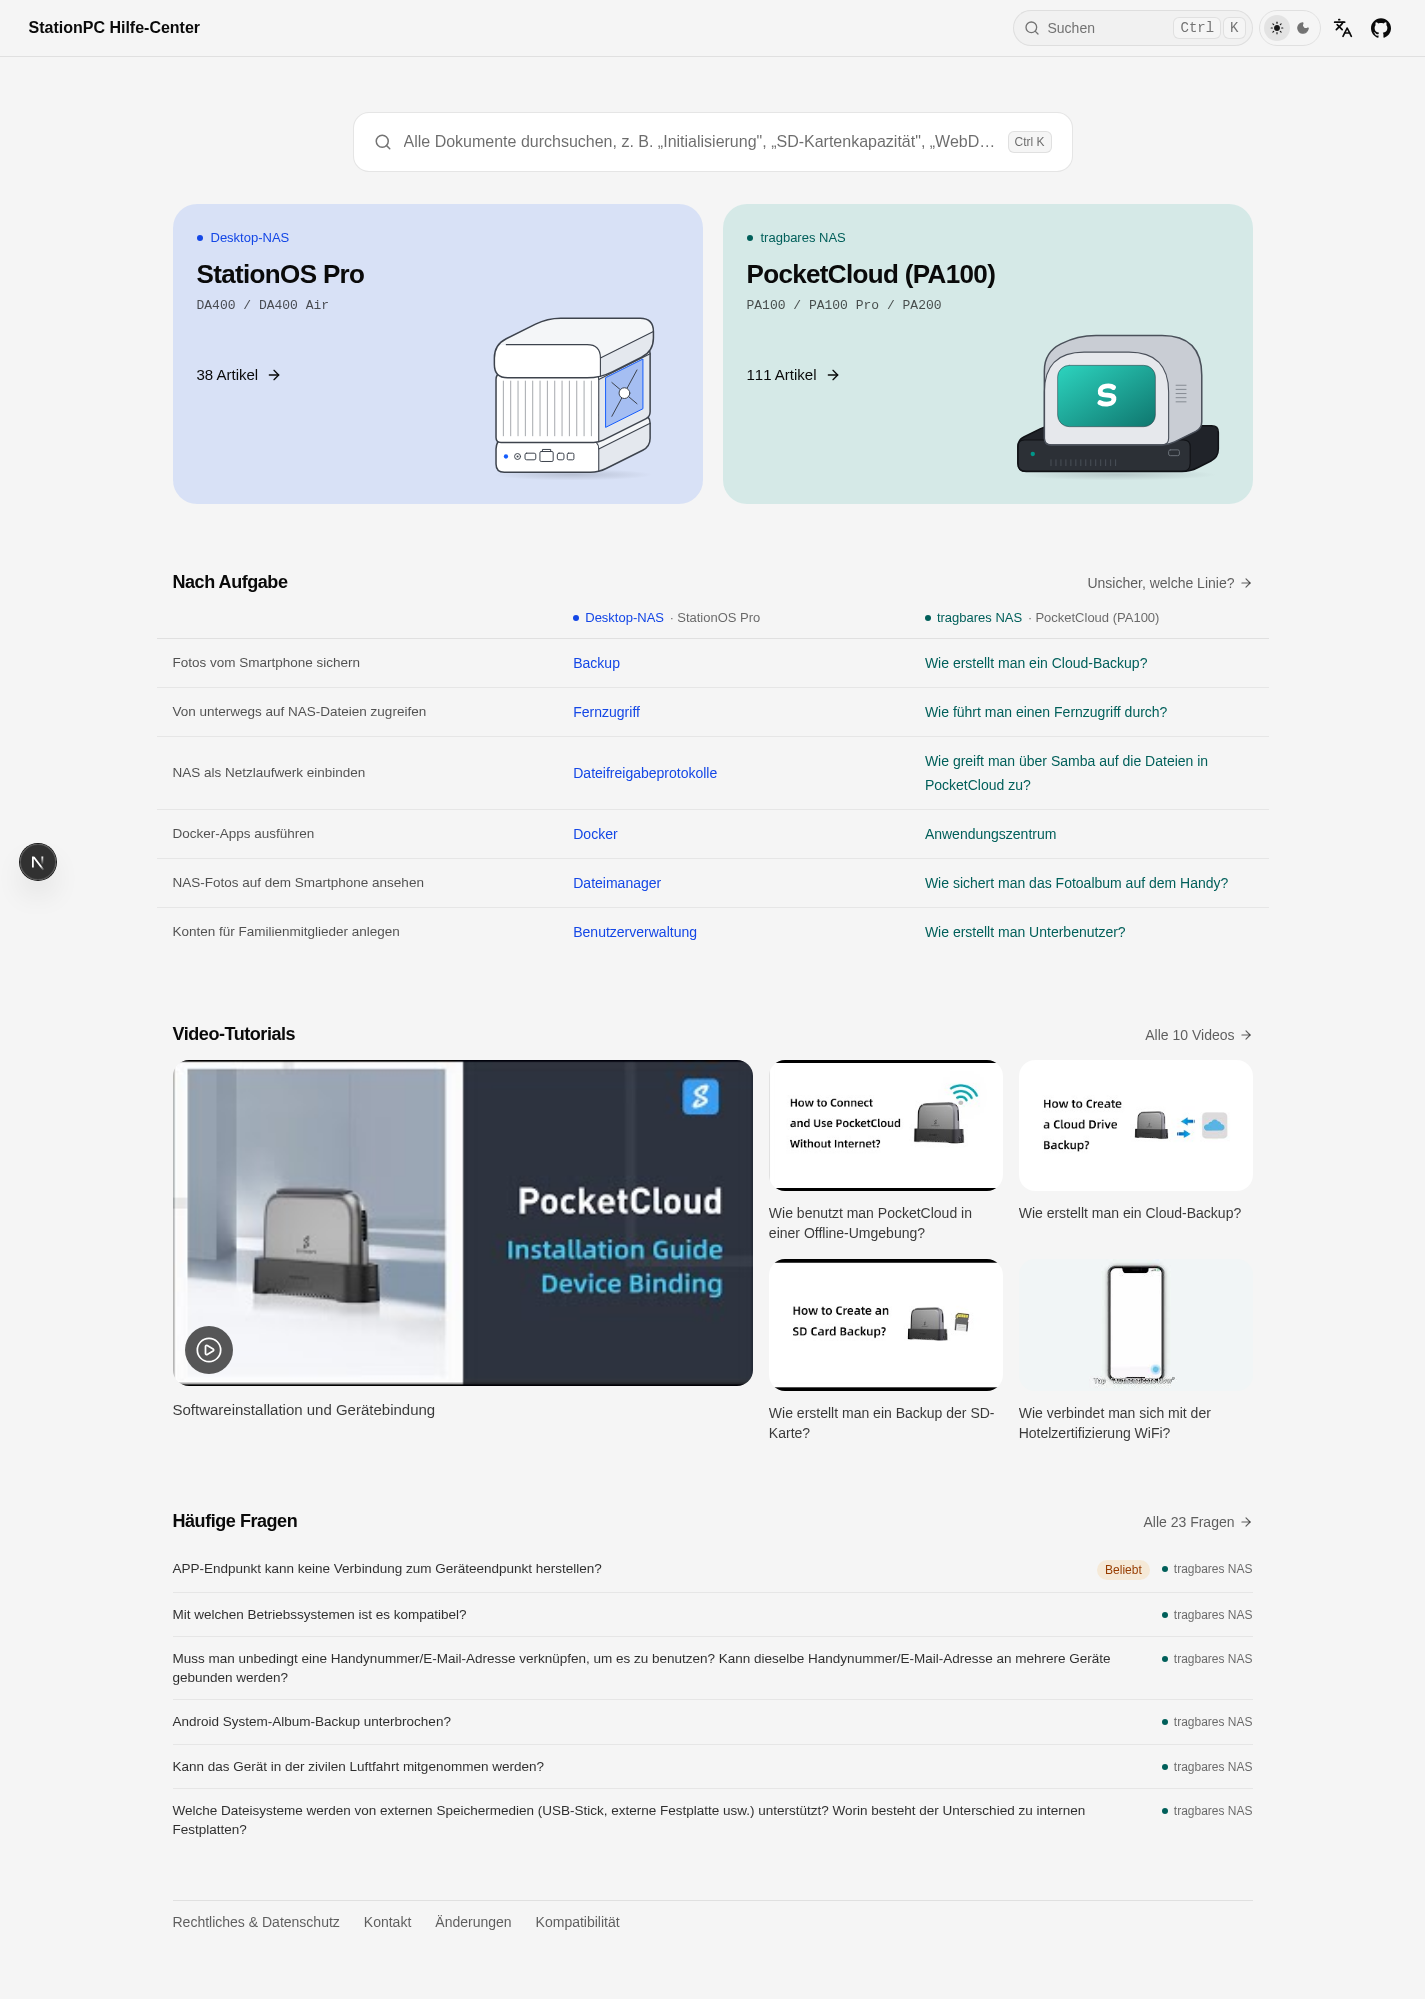 StationPC Hilfe-Center
Suchen
Ctrl K
Alle Dokumente durchsuchen, z. B. „Initialisierung", „SD-Kartenkapazität", „WebD…
Ctrl K
Desktop-NAS
StationOS Pro
DA400 / DA400 Air
38 Artikel
tragbares NAS
PocketCloud (PA100)
PA100 / PA100 Pro / PA200
111 Artikel
Nach Aufgabe
Unsicher, welche Linie?
Desktop-NAS · StationOS Pro
tragbares NAS · PocketCloud (PA100)
Fotos vom Smartphone sichern
Backup
Wie erstellt man ein Cloud-Backup?
Von unterwegs auf NAS-Dateien zugreifen
Fernzugriff
Wie führt man einen Fernzugriff durch?
NAS als Netzlaufwerk einbinden
Dateifreigabeprotokolle
Wie greift man über Samba auf die Dateien in
PocketCloud zu?
Docker-Apps ausführen
Docker
Anwendungszentrum
NAS-Fotos auf dem Smartphone ansehen
Dateimanager
Wie sichert man das Fotoalbum auf dem Handy?
Konten für Familienmitglieder anlegen
Benutzerverwaltung
Wie erstellt man Unterbenutzer?
Video-Tutorials
Alle 10 Videos
PocketCloud
Installation Guide
Device Binding
Softwareinstallation und Gerätebindung
How to Connect
and Use PocketCloud
Without Internet?
Wie benutzt man PocketCloud in
einer Offline-Umgebung?
How to Create
a Cloud Drive
Backup?
Wie erstellt man ein Cloud-Backup?
How to Create an
SD Card Backup?
Wie erstellt man ein Backup der SD-
Karte?
Wie verbindet man sich mit der
Hotelzertifizierung WiFi?
Häufige Fragen
Alle 23 Fragen
APP-Endpunkt kann keine Verbindung zum Geräteendpunkt herstellen?
Beliebt
tragbares NAS
Mit welchen Betriebssystemen ist es kompatibel?
tragbares NAS
Muss man unbedingt eine Handynummer/E-Mail-Adresse verknüpfen, um es zu benutzen? Kann dieselbe Handynummer/E-Mail-Adresse an mehrere Geräte
gebunden werden?
tragbares NAS
Android System-Album-Backup unterbrochen?
tragbares NAS
Kann das Gerät in der zivilen Luftfahrt mitgenommen werden?
tragbares NAS
Welche Dateisysteme werden von externen Speichermedien (USB-Stick, externe Festplatte usw.) unterstützt? Worin besteht der Unterschied zu internen
Festplatten?
tragbares NAS
Rechtliches & Datenschutz
Kontakt
Änderungen
Kompatibilität